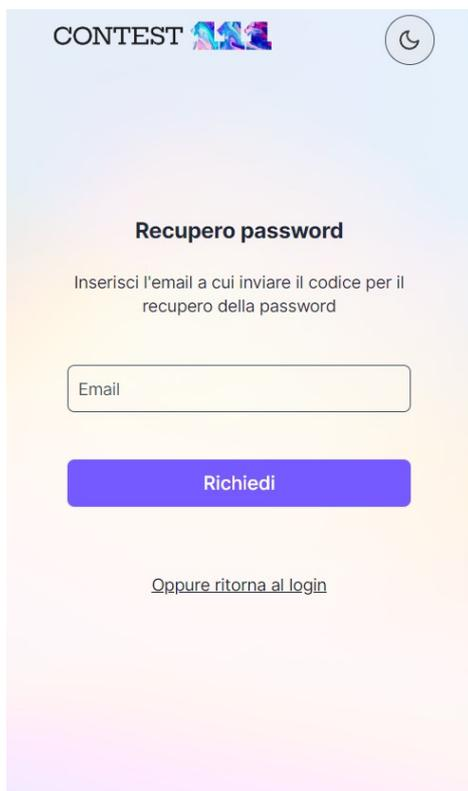 CONTEST 111
Recupero password
Inserisci l'email a cui inviare il codice per il
recupero della password
Email
Richiedi
Oppure ritorna al login